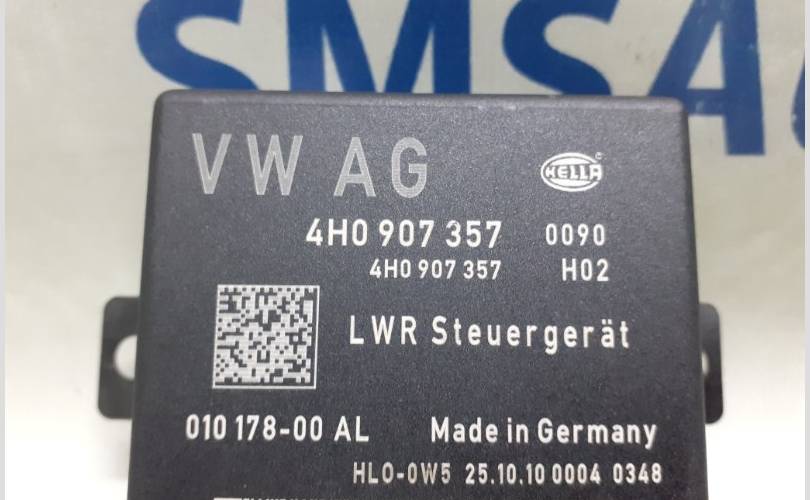 SMSA
VW AG HELLA
4H0 907 357 0090
4H0 907 357 H02
LWR Steuergerät
010 178-00 AL Made in Germany
HLO-0W5 25.10.10 0004 0348